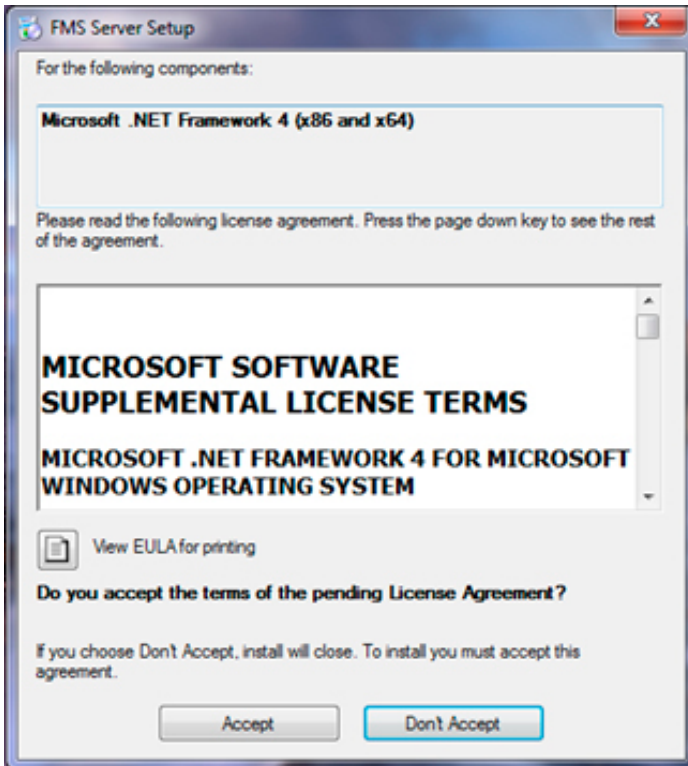 FMS Server Setup
For the following components:
Microsoft .NET Framework 4 (x86 and x64)
Please read the following license agreement. Press the page down key to see the rest
of the agreement.
MICROSOFT SOFTWARE
SUPPLEMENTAL LICENSE TERMS
MICROSOFT .NET FRAMEWORK 4 FOR MICROSOFT
WINDOWS OPERATING SYSTEM
View EULA for printing
Do you accept the terms of the pending License Agreement?
If you choose Don't Accept, install will close. To install you must accept this
agreement.
Accept
Don't Accept